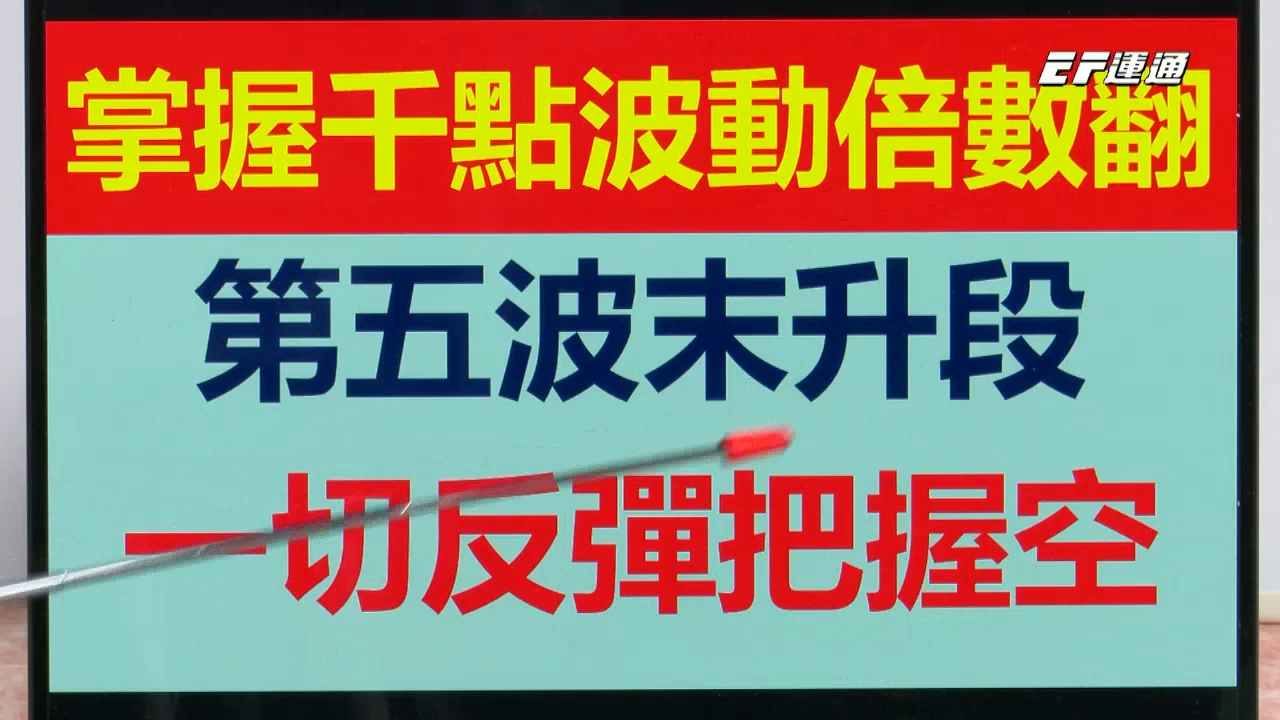 EF運通
掌握千點波動倍數翻
第五波末升段
一切反彈把握空